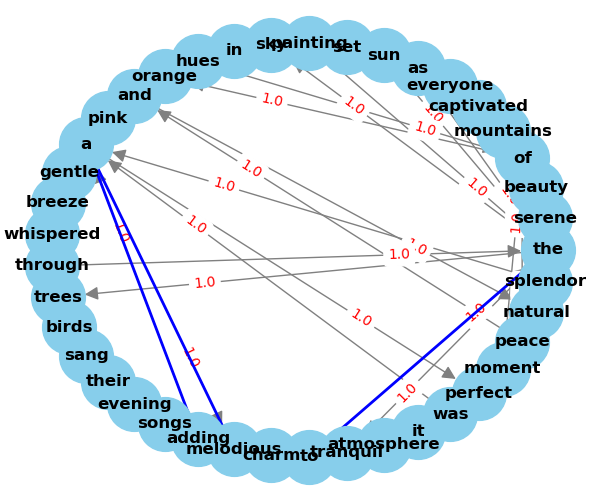 painting
sky
set
in
sun
hues
as
orange
everyone
and
1.0
1.0
captivated
1.0
pink
1.0
mountains
a
of
1.0
gentle
1.0
1.0
beauty
1.0
breeze
serene
1.0
1.0
1.0
whispered
1.0
the
1.0
through
splendor
1.0
trees
natural
1.0
1.0
birds
peace
sang
1.0
moment
their
1.0
perfect
evening
was
songs
it
adding
atmosphere
melodious
tranquil
charm
to